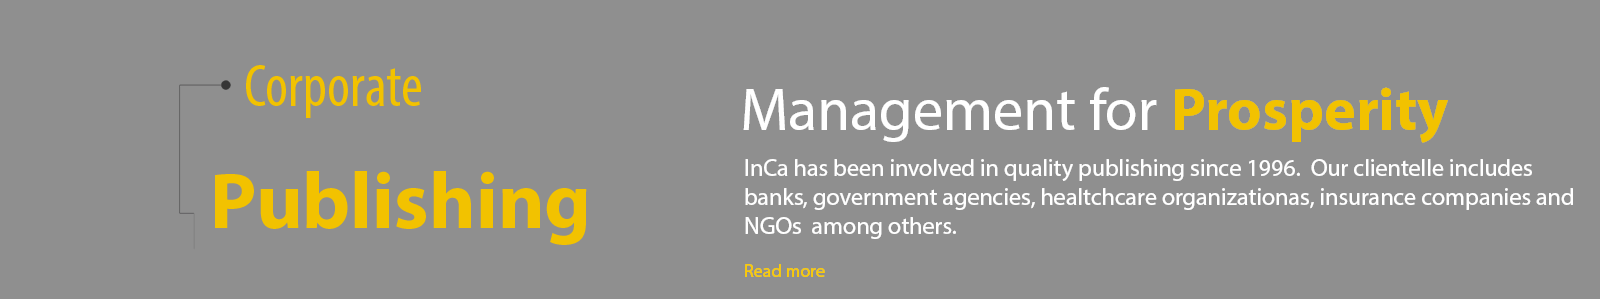 Corporate
Publishing
Management for Prosperity
InCa has been involved in quality publishing since 1996.  Our clientelle includes
banks, government agencies, healtchcare organizationas, insurance companies and
NGOs  among others.
Read more